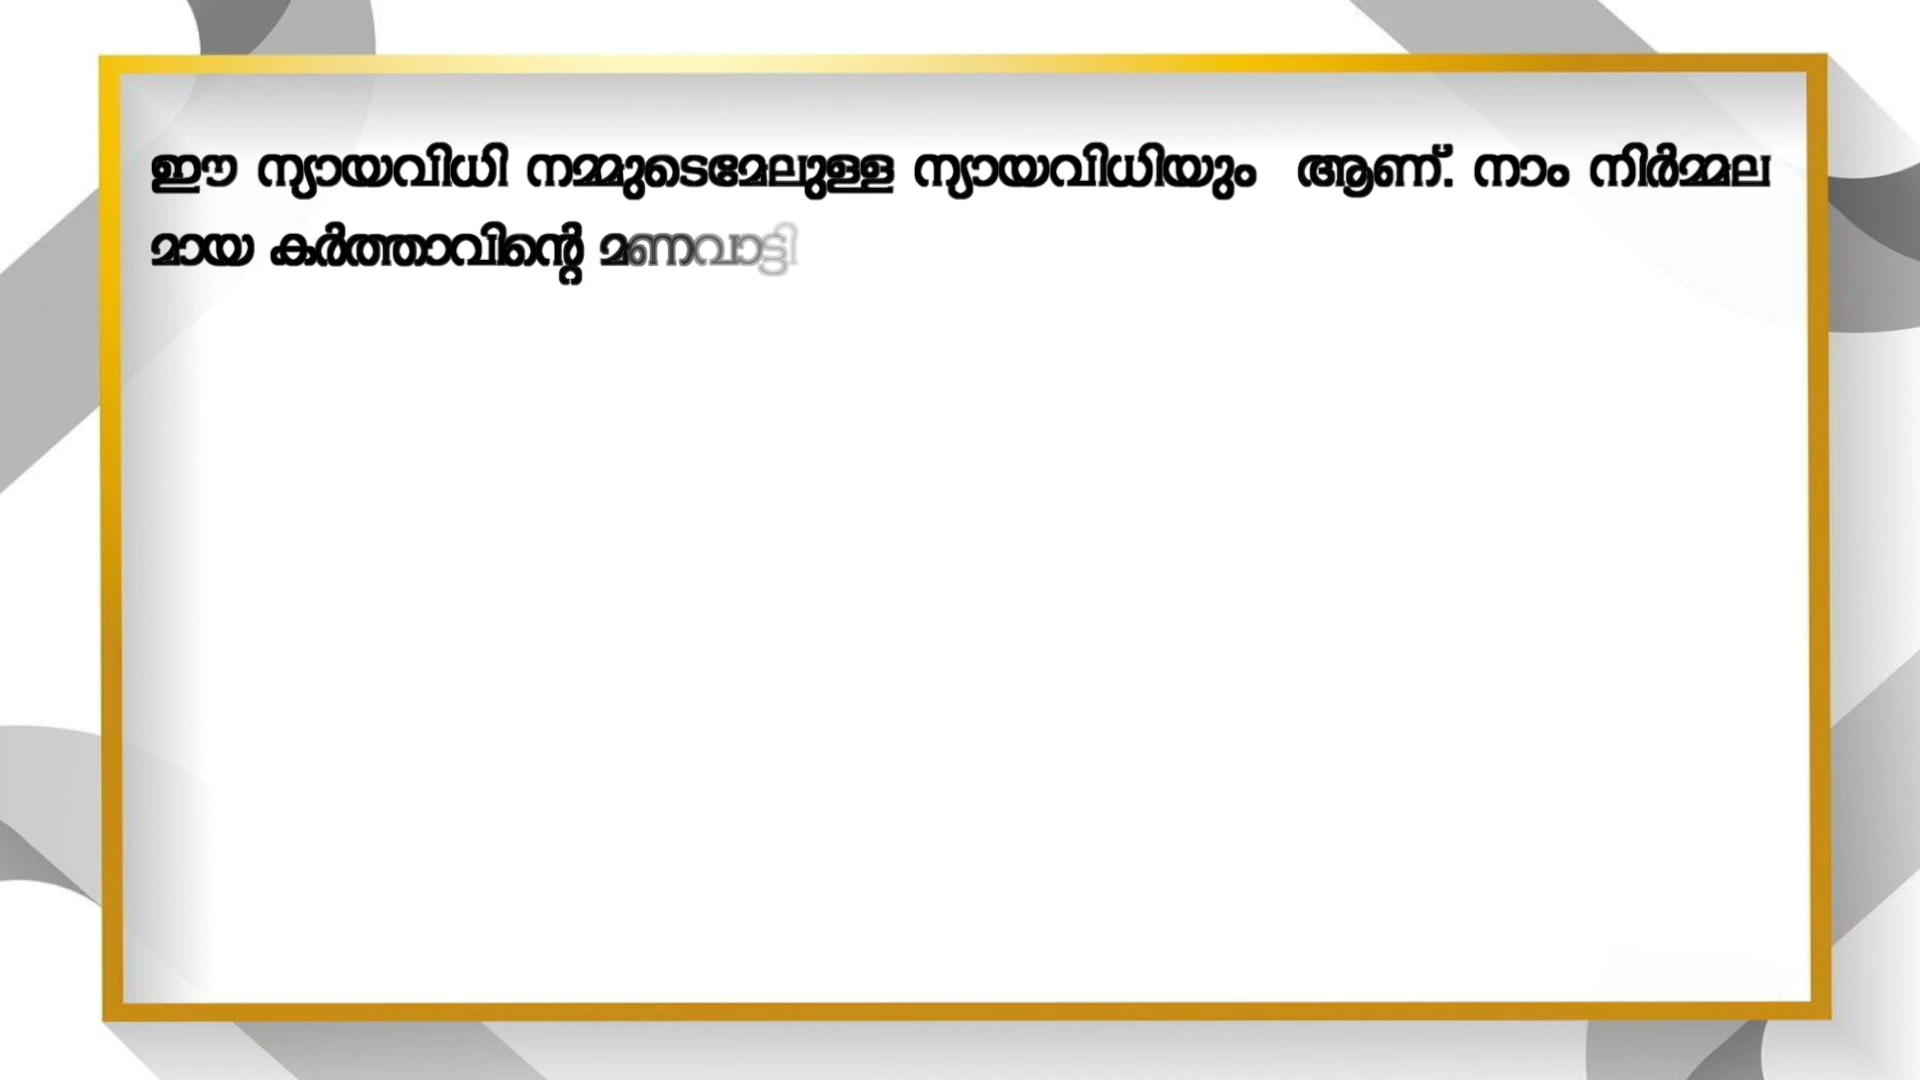 ഈ ന്യായവിധി നമ്മുടെമേലുള്ള ന്യായവിധിയും ആണ്. നാം നിർമ്മല
മായ കർത്താവിന്റെ മണവാട്ടി